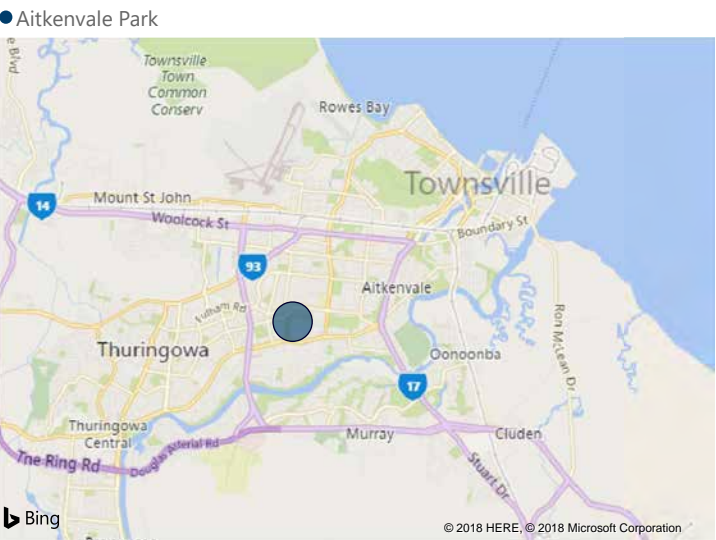 Aitkenvale Park
e Blvd
Townsville
Town
Common
Conserv
Rowes Bay
14
Mount St John
Townsville
Woolcock St
Boundary St
93
Aitkenvale
Fulham Rd
Ron McLean Dr
Thuringowa
Oonoonba
17
Thuringowa
Central
Murray
Cluden
The Ring Rd
Douglas Arterial Rd
Stuart Dr
Bing
© 2018 HERE, © 2018 Microsoft Corporation